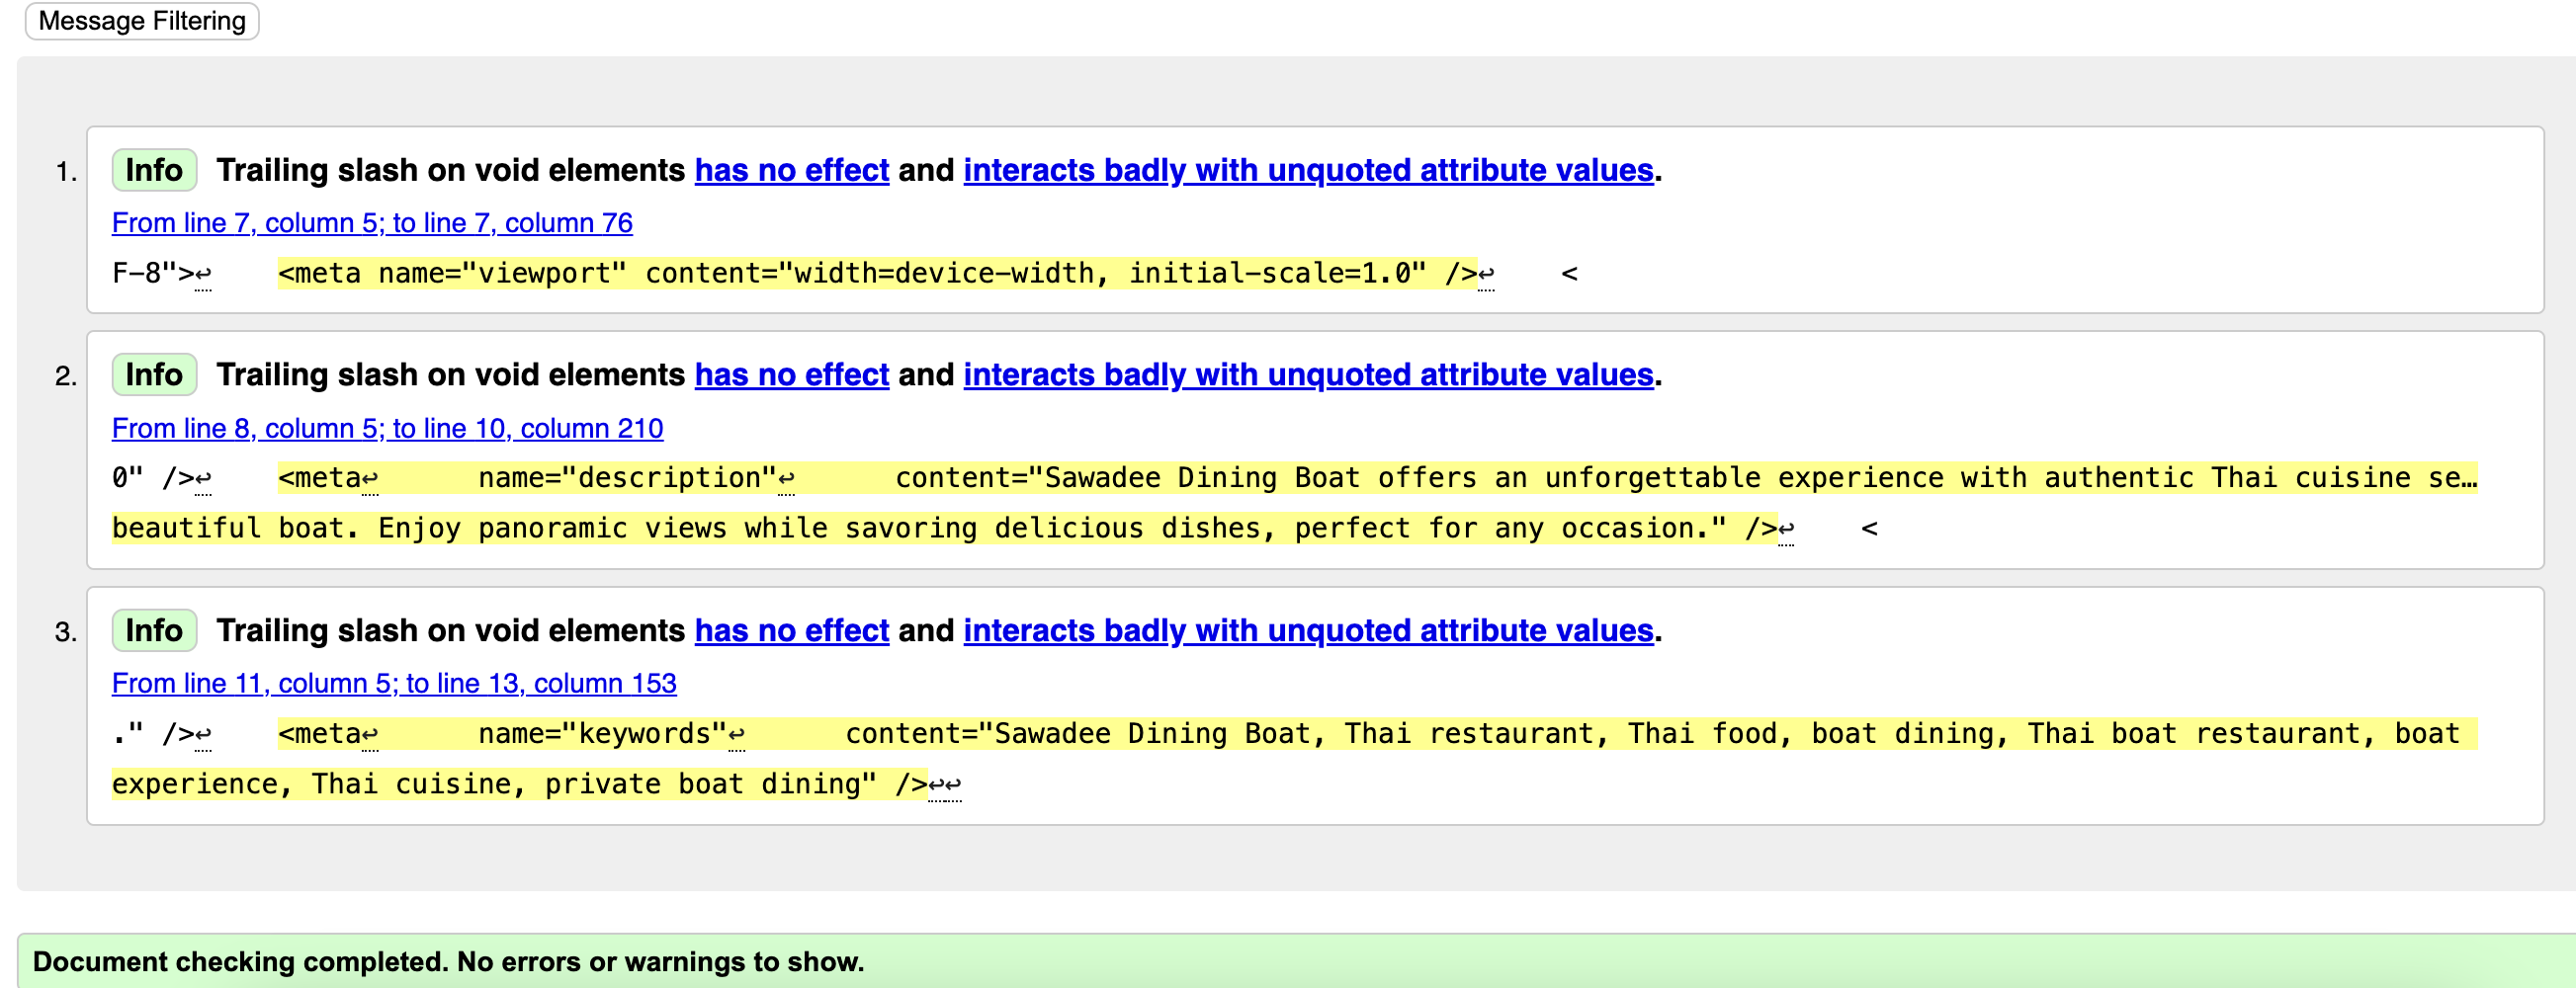 Message Filtering
1. Info Trailing slash on void elements has no effect and interacts badly with unquoted attribute values.
From line 7, column 5; to line 7, column 76
F-8">↩ <meta name="viewport" content="width=device-width, initial-scale=1.0" />↩ <
2. Info Trailing slash on void elements has no effect and interacts badly with unquoted attribute values.
From line 8, column 5; to line 10, column 210
0" />↩ <meta↩ name="description"↩ content="Sawadee Dining Boat offers an unforgettable experience with authentic Thai cuisine se…
beautiful boat. Enjoy panoramic views while savoring delicious dishes, perfect for any occasion." />↩ <
3. Info Trailing slash on void elements has no effect and interacts badly with unquoted attribute values.
From line 11, column 5; to line 13, column 153
." />↩ <meta↩ name="keywords"↩ content="Sawadee Dining Boat, Thai restaurant, Thai food, boat dining, Thai boat restaurant, boat
experience, Thai cuisine, private boat dining" />↩↩
Document checking completed. No errors or warnings to show.